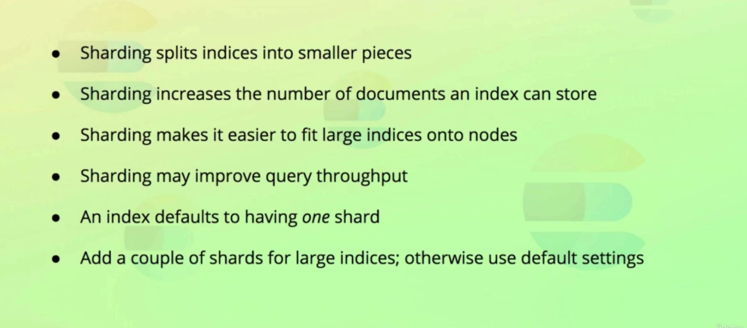 ● Sharding splits indices into smaller pieces
● Sharding increases the number of documents an index can store
● Sharding makes it easier to fit large indices onto nodes
● Sharding may improve query throughput
● An index defaults to having one shard
● Add a couple of shards for large indices; otherwise use default settings